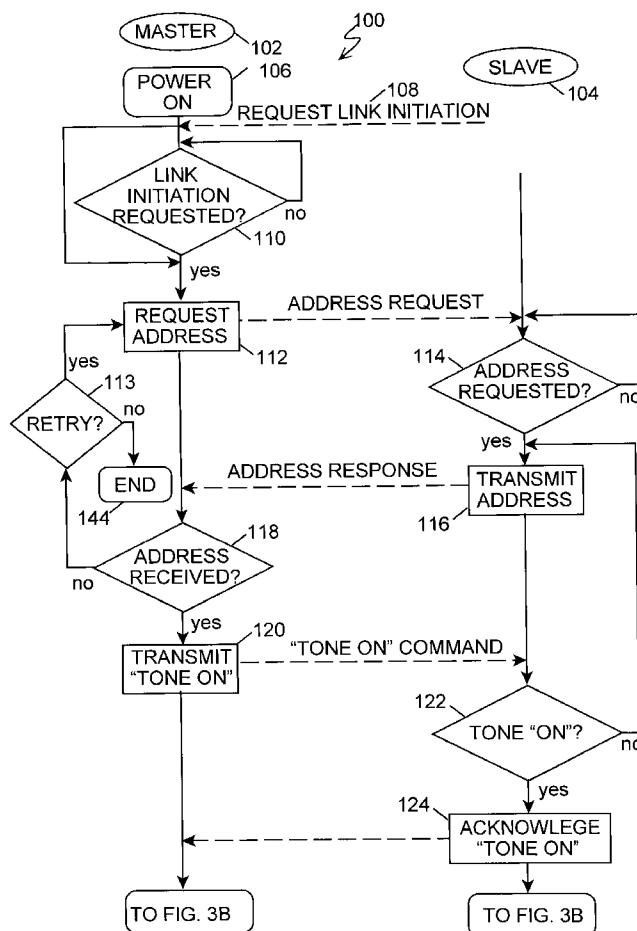 MASTER
102
100
106
POWER
ON
SLAVE
104
108
REQUEST LINK INITIATION
LINK
INITIATION
REQUESTED?
no
110
yes
REQUEST
ADDRESS
112
ADDRESS REQUEST
114
ADDRESS
REQUESTED?
no
yes
113
RETRY?
no
yes
END
144
ADDRESS RESPONSE
TRANSMIT
ADDRESS
116
118
ADDRESS
RECEIVED?
no
yes
120
TRANSMIT
“TONE ON”
“TONE ON” COMMAND
122
TONE “ON”?
no
yes
124
ACKNOWLEGE
“TONE ON”
TO FIG. 3B
TO FIG. 3B